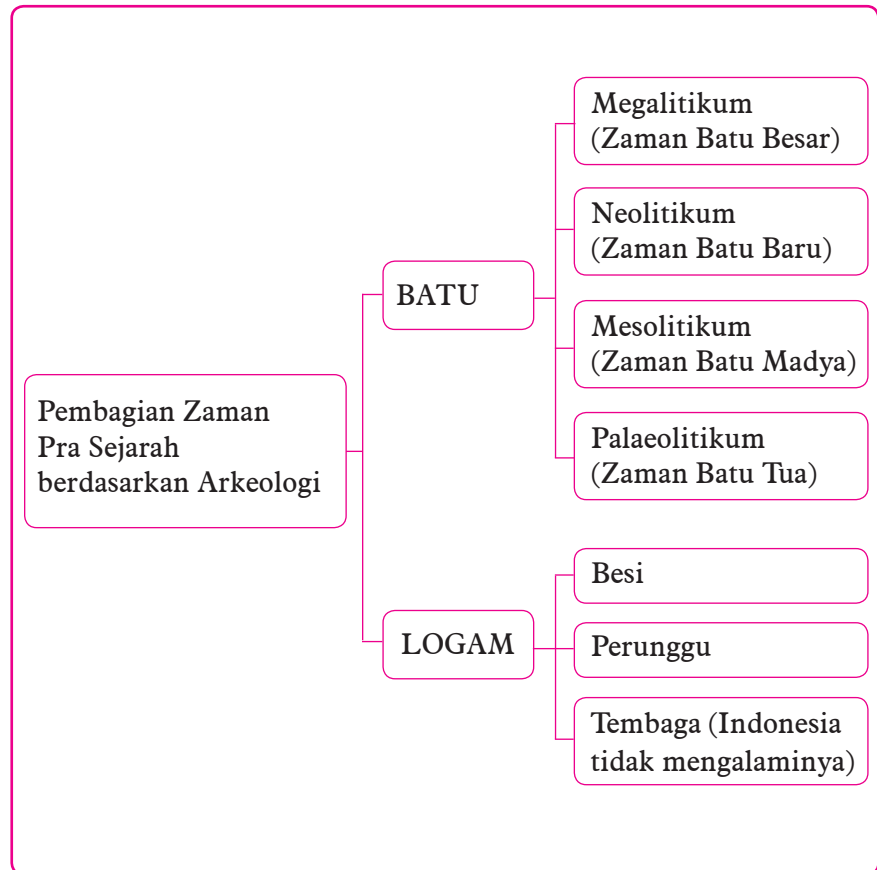 Pembagian Zaman
Pra Sejarah
berdasarkan Arkeologi
BATU
Megalitikum
(Zaman Batu Besar)
Neolitikum
(Zaman Batu Baru)
Mesolitikum
(Zaman Batu Madya)
Palaeolitikum
(Zaman Batu Tua)
LOGAM
Besi
Perunggu
Tembaga (Indonesia
tidak mengalaminya)